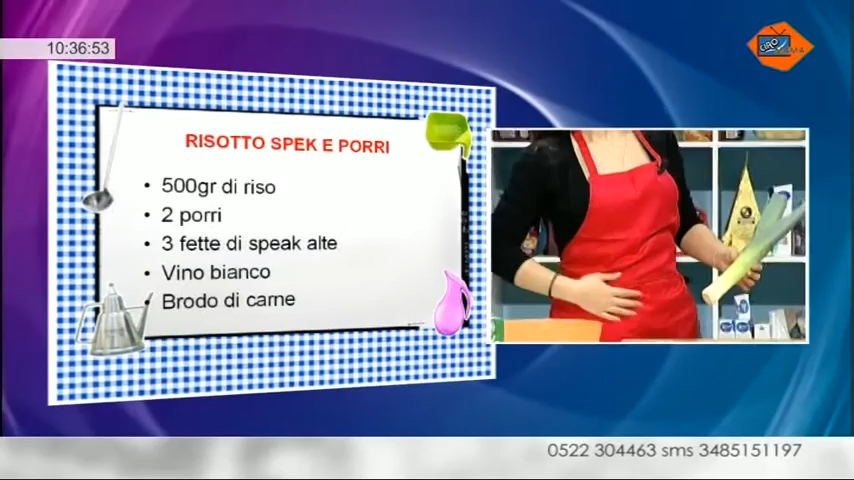 10:36:53
RISOTTO SPEK E PORRI
• 500gr di riso
• 2 porri
• 3 fette di speak alte
• Vino bianco
• Brodo di carne
0522 304463 sms 3485151197